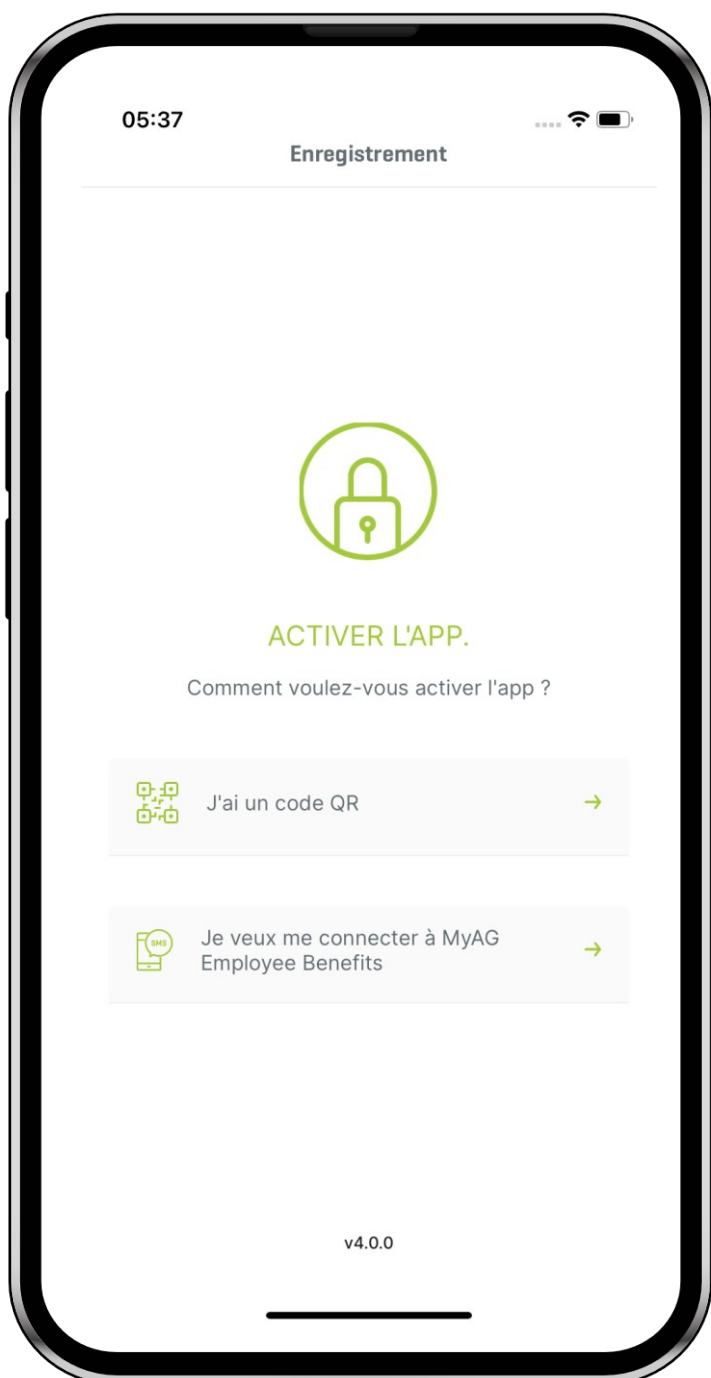 05:37
Enregistrement
ACTIVER L'APP.
Comment voulez-vous activer l'app ?
J'ai un code QR
SMS
Je veux me connecter à MyAG
Employee Benefits
v4.0.0